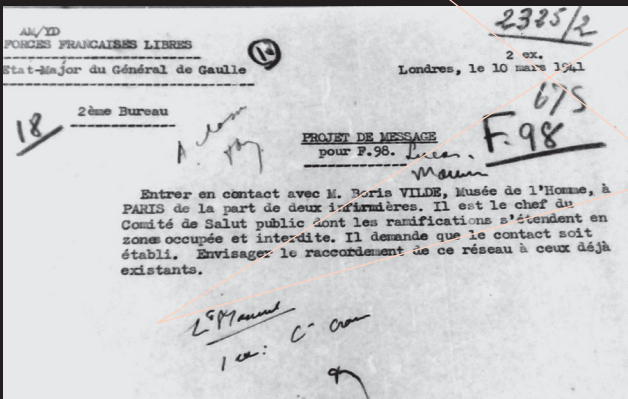 2325/2
AM/YD
FORCES FRANCAISES LIBRES
Etat-Major du Général de Gaulle
2 ex.
Londres, le 10 mars 1941
675
2ème Bureau
18
F.98
PROJET DE MESSAGE
pour F.98.
Entrer en contact avec M. Boris VILDE, Musée de l'Homme, à
PARIS de la part de deux infirmières. Il est le chef du
Comité de Salut public dont les ramifications s'étendent en
zones occupée et interdite. Il demande que le contact soit
établi. Envisager le raccordement de ce réseau à ceux déjà
existants.